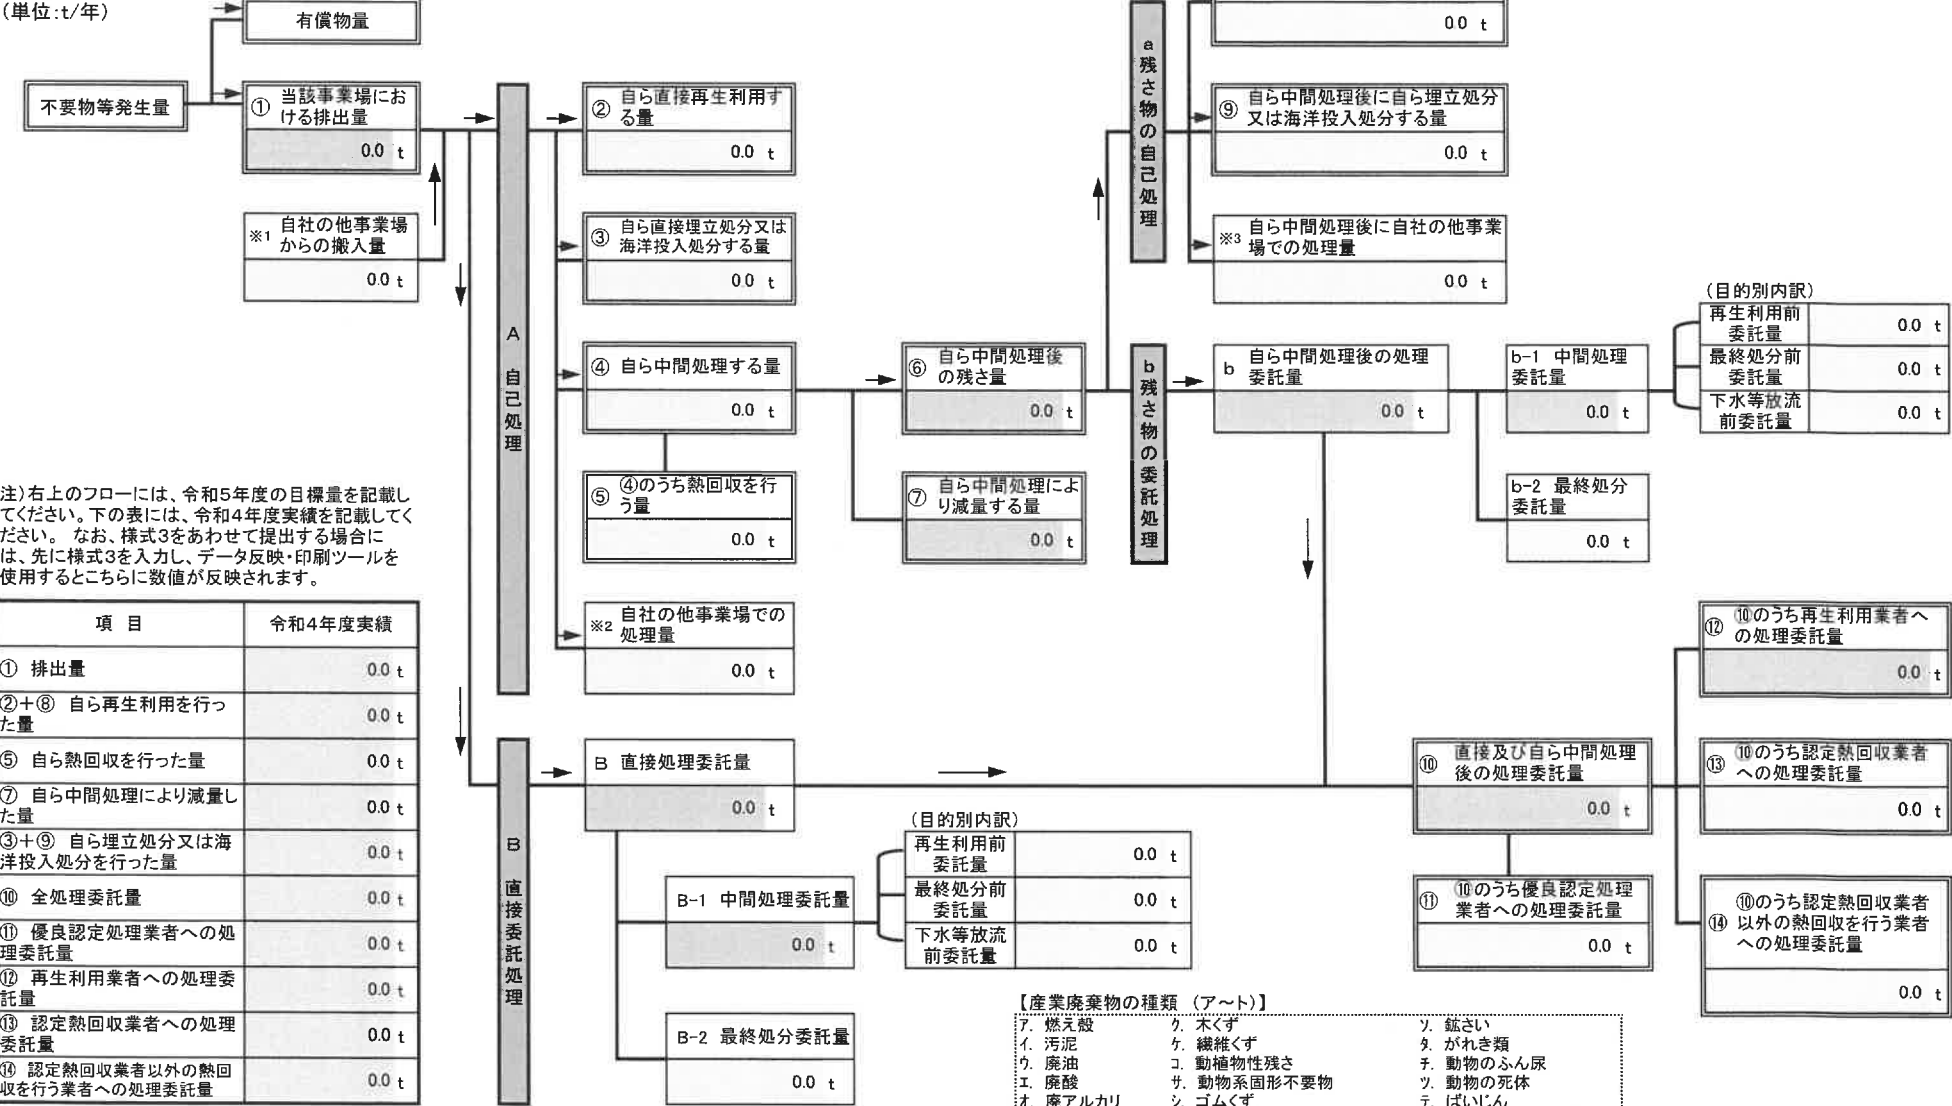 (単位:t/年)
有償物量
不要物等発生量
① 当該事業場にお
ける排出量
0.0 t
※1 自社の他事業場
からの搬入量
0.0 t
A 自己処理
② 自ら直接再生利用す
る量
0.0 t
③ 自ら直接埋立処分又は
海洋投入処分する量
0.0 t
④ 自ら中間処理する量
0.0 t
⑤ ④のうち熱回収を行
う量
0.0 t
※2 自社の他事業場での
処理量
0.0 t
⑥ 自ら中間処理後
の残さ量
0.0 t
⑦ 自ら中間処理によ
り減量する量
0.0 t
a 残さ物の自己処理
0.0 t
⑨ 自ら中間処理後に自ら埋立処分
又は海洋投入処分する量
0.0 t
※3 自ら中間処理後に自社の他事業
場での処理量
0.0 t
b 残さ物の委託処理
b 自ら中間処理後の処理
委託量
0.0 t
b-1 中間処理
委託量
0.0 t
(目的別内訳)
再生利用前
委託量
0.0 t
最終処分前
委託量
0.0 t
下水等放流
前委託量
0.0 t
b-2 最終処分
委託量
0.0 t
注)右上のフローには、令和5年度の目標量を記載し
てください。下の表には、令和4年度実績を記載してく
ださい。 なお、様式3をあわせて提出する場合に
は、先に様式3を入力し、データ反映・印刷ツールを
使用するとこちらに数値が反映されます。
項 目 令和4年度実績
① 排出量 0.0 t
②+⑧ 自ら再生利用を行っ
た量
0.0 t
⑤ 自ら熱回収を行った量 0.0 t
⑦ 自ら中間処理により減量し
た量
0.0 t
③+⑨ 自ら埋立処分又は海
洋投入処分を行った量
0.0 t
⑩ 全処理委託量 0.0 t
⑪ 優良認定処理業者への処
理委託量
0.0 t
⑫ 再生利用業者への処理委
託量
0.0 t
⑬ 認定熱回収業者への処理
委託量
0.0 t
⑭ 認定熱回収業者以外の熱回
収を行う業者への処理委託量
0.0 t
B 直接委託処理
B 直接処理委託量
0.0 t
B-1 中間処理委託量
0.0 t
(目的別内訳)
再生利用前
委託量
0.0 t
最終処分前
委託量
0.0 t
下水等放流
前委託量
0.0 t
B-2 最終処分委託量
0.0 t
⑩ 直接及び自ら中間処理
後の処理委託量
0.0 t
⑪ ⑩のうち優良認定処理
業者への処理委託量
0.0 t
⑫ ⑩のうち再生利用業者へ
の処理委託量
0.0 t
⑬ ⑩のうち認定熱回収業者
への処理委託量
0.0 t
⑭ ⑩のうち認定熱回収業者
以外の熱回収を行う業者
への処理委託量
0.0 t
【産業廃棄物の種類 (ア~ト)】
ア. 燃え殻 ク. 木くず ソ. 鉱さい
イ. 汚泥 ケ. 繊維くず タ. がれき類
ウ. 廃油 コ. 動植物性残さ チ. 動物のふん尿
エ. 廃酸 サ. 動物系固形不要物 ツ. 動物の死体
オ. 廃アルカリ シ. ゴムくず テ. ばいじん